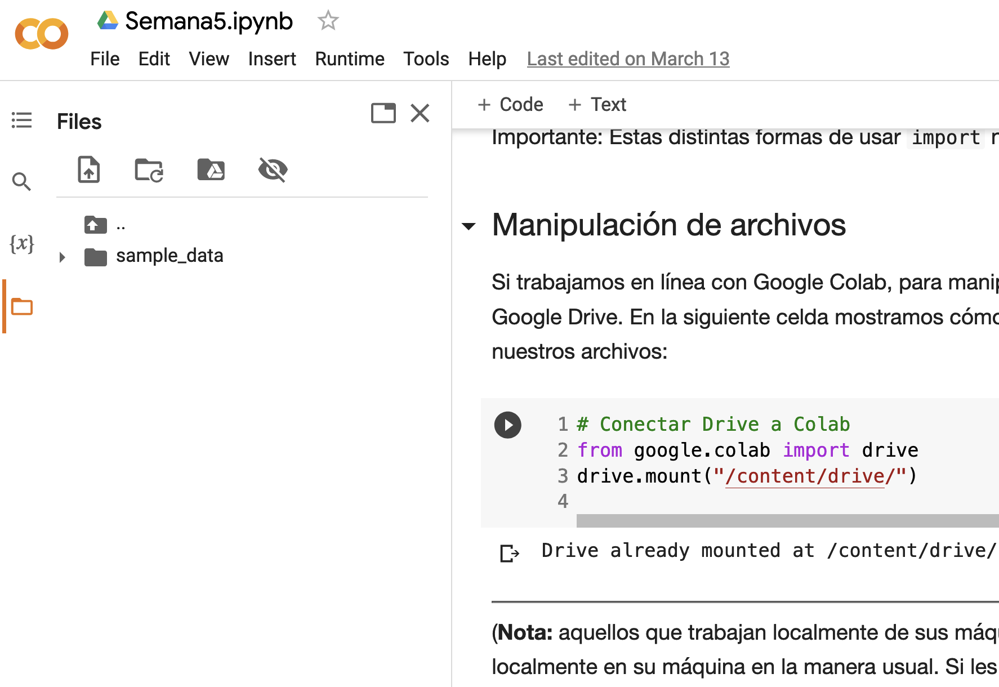 Semana5.ipynb
File Edit View Insert Runtime Tools Help Last edited on March 13
Files
+ Code + Text
..
sample_data
{x}
Importante: Estas distintas formas de usar import
Manipulación de archivos
Si trabajamos en línea con Google Colab, para manip
Google Drive. En la siguiente celda mostramos cómo
nuestros archivos:
1 # Conectar Drive a Colab
2 from google.colab import drive
3 drive.mount("/content/drive/")
4
Drive already mounted at /content/drive/
(Nota: aquellos que trabajan localmente de sus máqu
localmente en su máquina en la manera usual. Si les